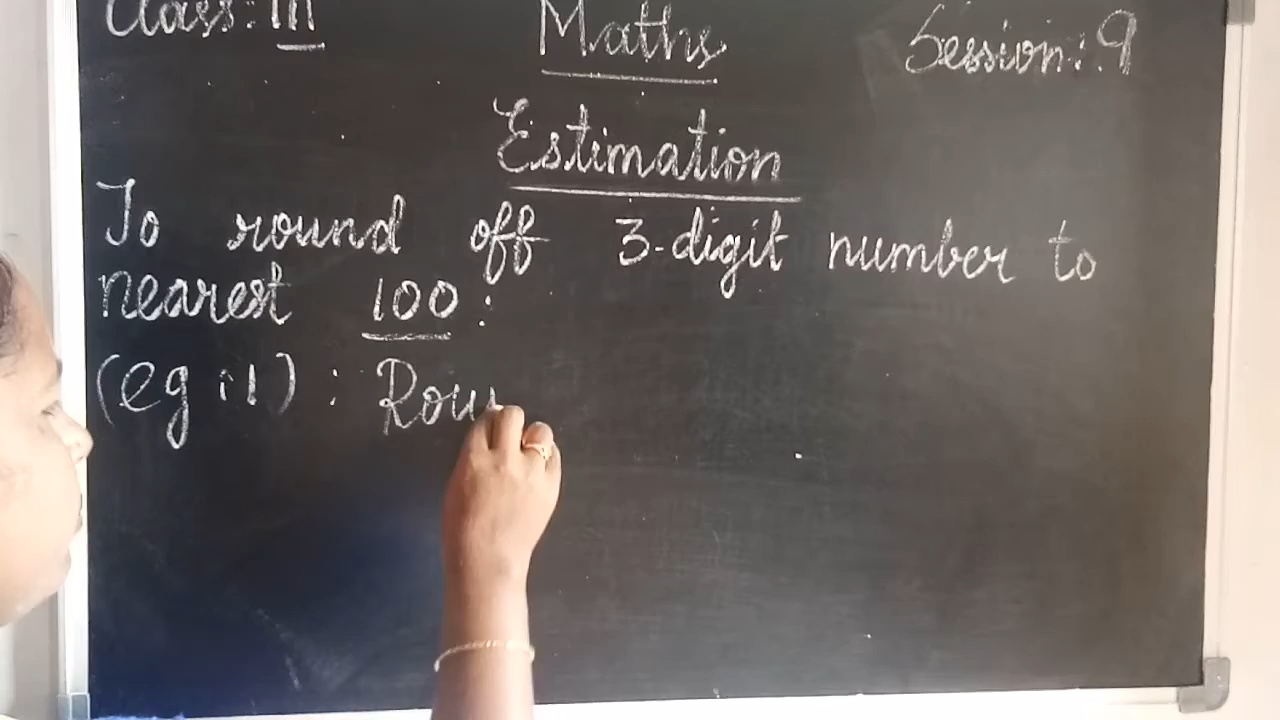 Class: III Maths Session: 9
Estimation
To round off 3-digit number to
nearest 100:
(eg:1) : Rou